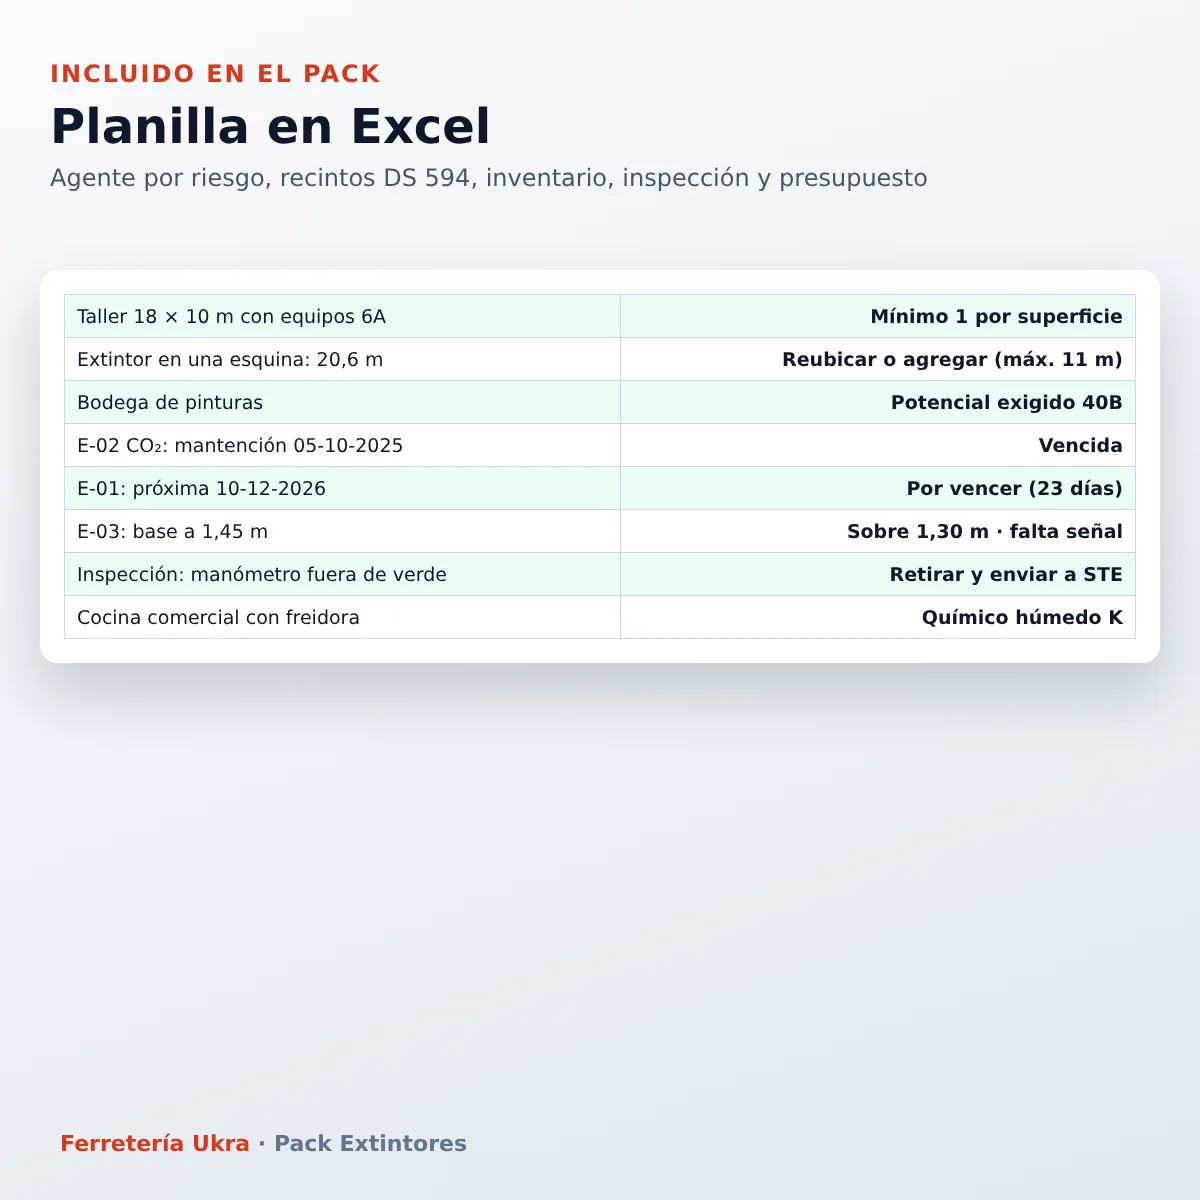 INCLUIDO EN EL PACK
Planilla en Excel
Agente por riesgo, recintos DS 594, inventario, inspección y presupuesto
Taller 18 × 10 m con equipos 6A Mínimo 1 por superficie
Extintor en una esquina: 20,6 m Reubicar o agregar (máx. 11 m)
Bodega de pinturas Potencial exigido 40B
E-02 CO₂: mantención 05-10-2025 Vencida
E-01: próxima 10-12-2026 Por vencer (23 días)
E-03: base a 1,45 m Sobre 1,30 m · falta señal
Inspección: manómetro fuera de verde Retirar y enviar a STE
Cocina comercial con freidora Químico húmedo K
Ferretería Ukra · Pack Extintores